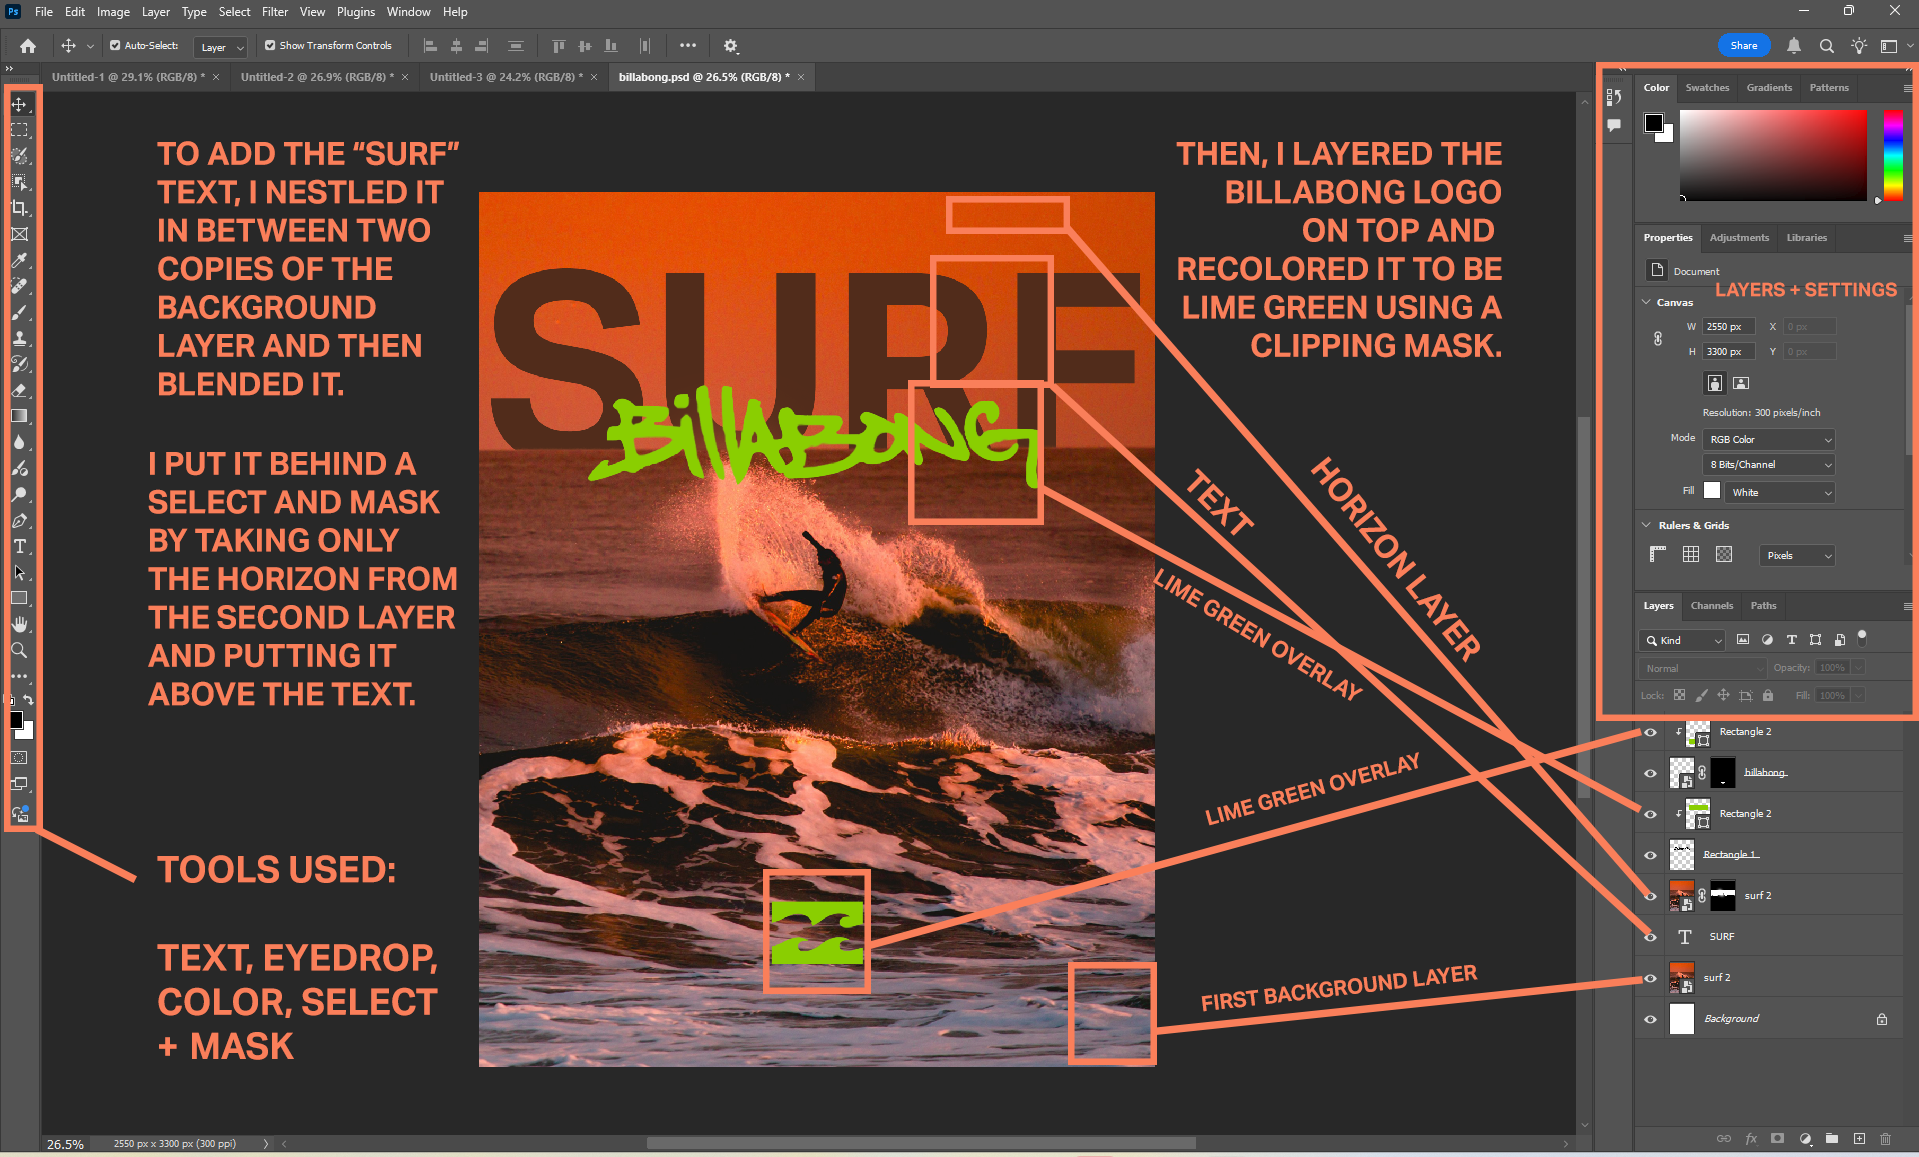 Ps File Edit Image Layer Type Select Filter View Plugins Window Help
Auto-Select: Layer Show Transform Controls Share
Untitled-1 @ 29.1% (RGB/8) * × Untitled-2 @ 26.9% (RGB/8) * × Untitled-3 @ 24.2% (RGB/8) * × billabong.psd @ 26.5% (RGB/8) * ×
TO ADD THE “SURF”
TEXT, I NESTLED IT
IN BETWEEN TWO
COPIES OF THE
BACKGROUND
LAYER AND THEN
BLENDED IT.
I PUT IT BEHIND A
SELECT AND MASK
BY TAKING ONLY
THE HORIZON FROM
THE SECOND LAYER
AND PUTTING IT
ABOVE THE TEXT.
TOOLS USED:
TEXT, EYEDROP,
COLOR, SELECT
+ MASK
SURF
BillABONG
THEN, I LAYERED THE
BILLABONG LOGO
ON TOP AND
RECOLORED IT TO BE
LIME GREEN USING A
CLIPPING MASK.
TEXT
HORIZON LAYER
LIME GREEN OVERLAY
LIME GREEN OVERLAY
FIRST BACKGROUND LAYER
Color Swatches Gradients Patterns
Properties Adjustments Libraries
Document
LAYERS + SETTINGS
Canvas
W 2550 px X 0 px
H 3300 px Y 0 px
Resolution: 300 pixels/inch
Mode RGB Color
8 Bits/Channel
Fill White
Rulers & Grids
Pixels
Layers Channels Paths
Kind
Normal Opacity: 100%
Lock: Fill: 100%
Rectangle 2
billabong
Rectangle 2
Rectangle 1
surf 2
T SURF
surf 2
Background
26.5% 2550 px x 3300 px (300 ppi)
fx